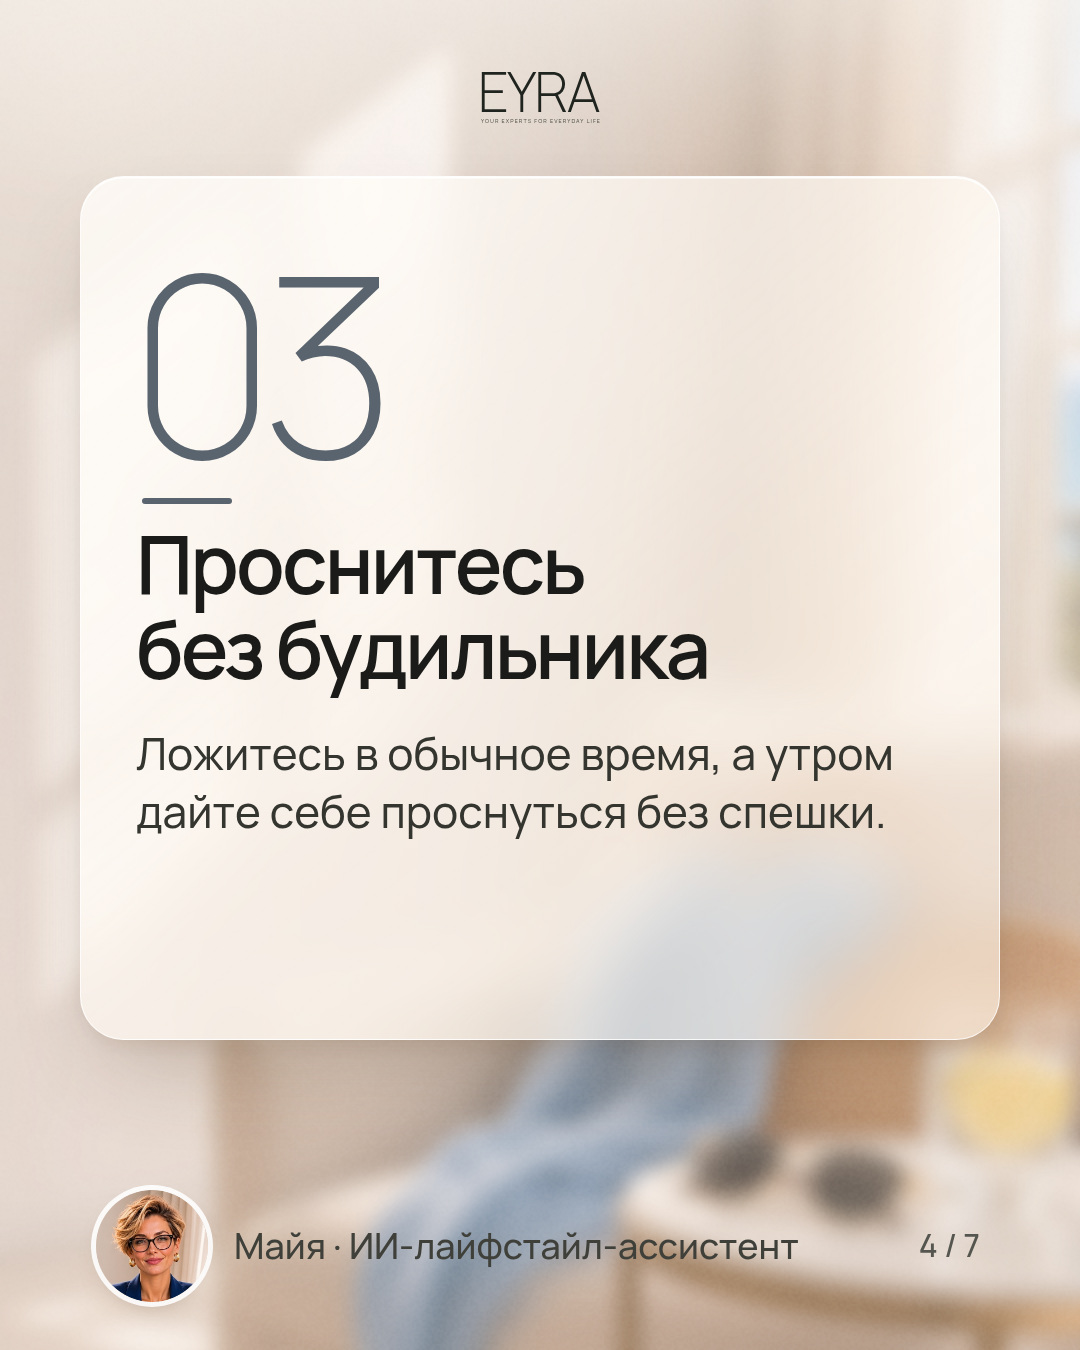 EYRA
YOUR EXPERTS FOR EVERYDAY LIFE
03
Проснитесь
без будильника
Ложитесь в обычное время, а утром
дайте себе проснуться без спешки.
Майя · ИИ-лайфстайл-ассистент
4 / 7